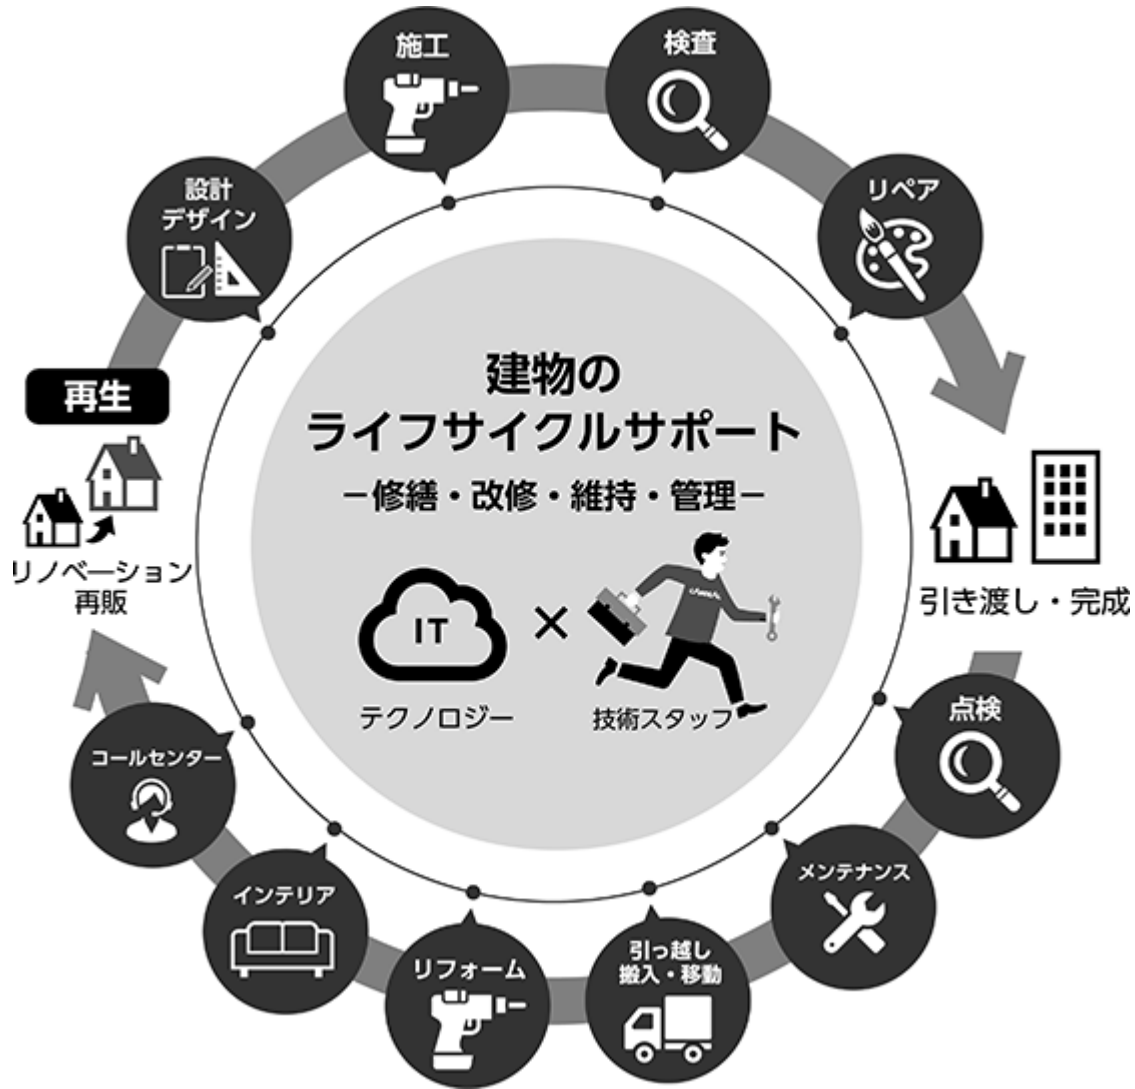 施工
検査
設計
デザイン
リペア
再生
リノベーション
再販
建物の
ライフサイクルサポート
－修繕・改修・維持・管理－
IT
×
テクノロジー
技術スタッフ
引き渡し・完成
点検
メンテナンス
引っ越し
搬入・移動
リフォーム
インテリア
コールセンター